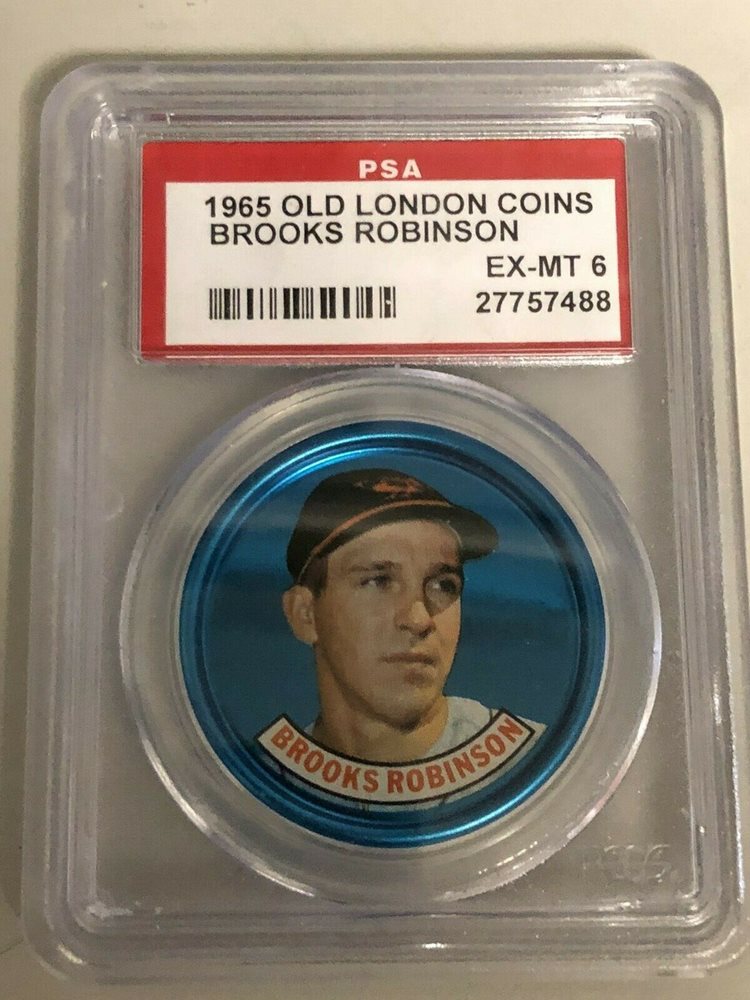 PSA
1965 OLD LONDON COINS
BROOKS ROBINSON
EX-MT 6
27757488
BROOKS ROBINSON